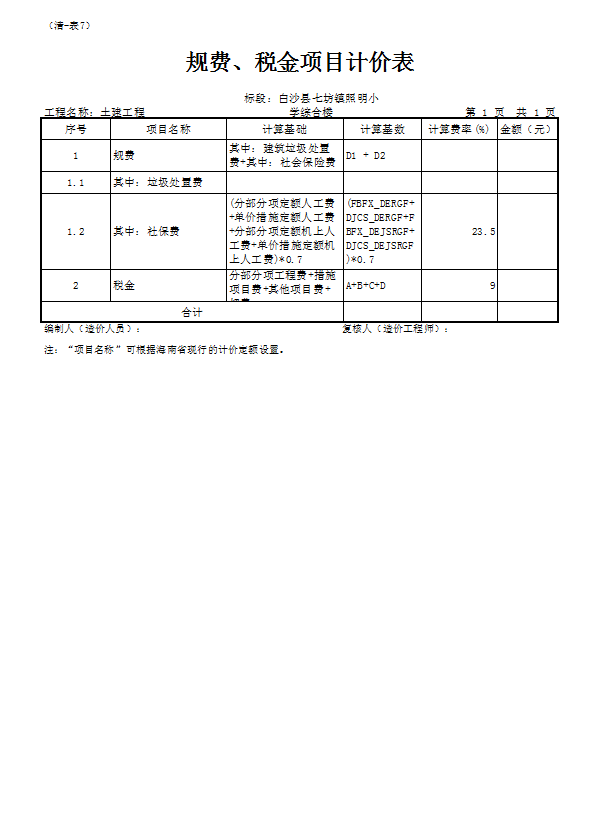 （清-表7）
规费、税金项目计价表
标段：白沙县七坊镇照明小
工程名称：土建工程 学综合楼 第 1 页 共 1 页
序号 项目名称 计算基础 计算基数 计算费率(%) 金额（元）
1 规费 其中：建筑垃圾处置 D1 + D2
费+其中：社会保险费
1.1 其中：垃圾处置费
(分部分项定额人工费 (FBFX_DERGF+
+单价措施定额人工费 DJCS_DERGF+F
1.2 其中：社保费 +分部分项定额机上人 BFX_DEJSRGF+ 23.5
工费+单价措施定额机 DJCS_DEJSRGF
上人工费)*0.7 )*0.7
分部分项工程费+措施
2 税金 项目费+其他项目费+ A+B+C+D 9
合计
编制人（造价人员）： 复核人（造价工程师）：
注：“项目名称”可根据海南省现行的计价定额设置。